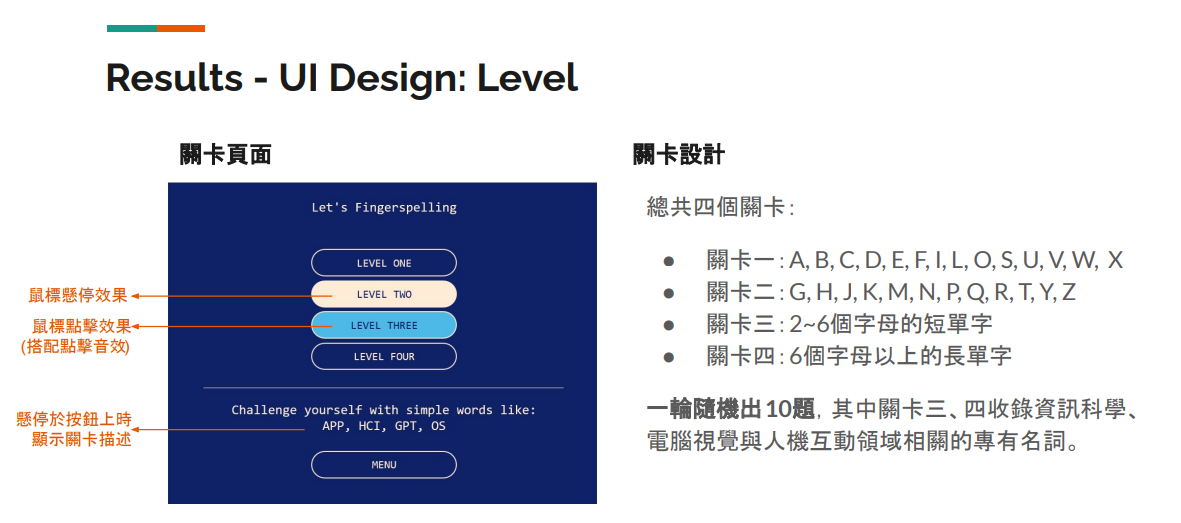 Results - UI Design: Level
關卡頁面
Let's Fingerspelling
LEVEL ONE
LEVEL TWO
LEVEL THREE
LEVEL FOUR
Challenge yourself with simple words like:
APP, HCI, GPT, OS
MENU
鼠標懸停效果
鼠標點擊效果
(搭配點擊音效)
懸停於按鈕上時
顯示關卡描述
關卡設計
總共四個關卡：
● 關卡一：A, B, C, D, E, F, I, L, O, S, U, V, W, X
● 關卡二：G, H, J, K, M, N, P, Q, R, T, Y, Z
● 關卡三：2~6個字母的短單字
● 關卡四：6個字母以上的長單字
一輪隨機出10題，其中關卡三、四收錄資訊科學、
電腦視覺與人機互動領域相關的專有名詞。